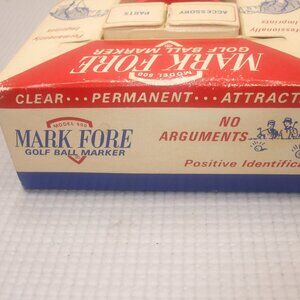 PARTS
ACCESSORY
MARK FORE
GOLF BALL MARKER
MODEL 600
CLEAR... PERMANENT... ATTRACT
MODEL 600
MARK FORE
GOLF BALL MARKER
NO
ARGUMENTS....
Positive Identific